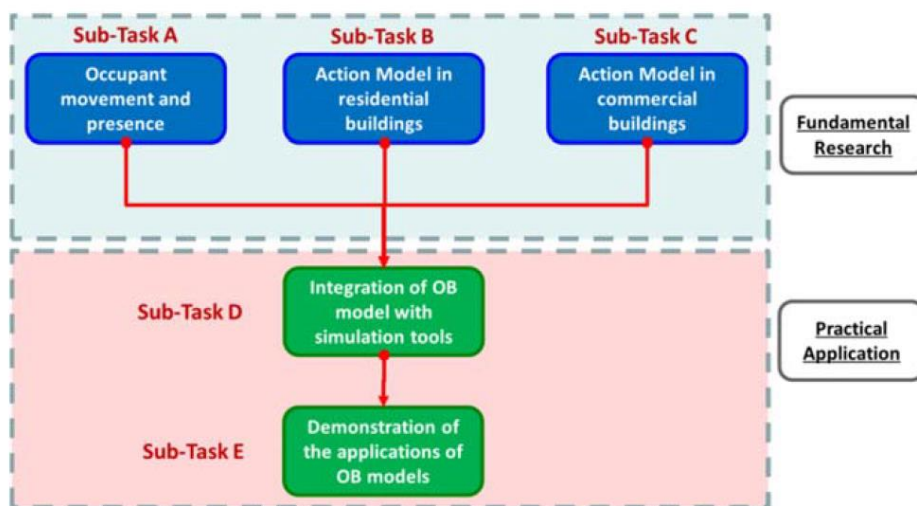 Sub-Task A
Sub-Task B
Sub-Task C
Occupant
movement and
presence
Action Model in
residential
buildings
Action Model in
commercial
buildings
Fundamental
Research
Sub-Task D
Integration of OB
model with
simulation tools
Practical
Application
Sub-Task E
Demonstration of
the applications of
OB models